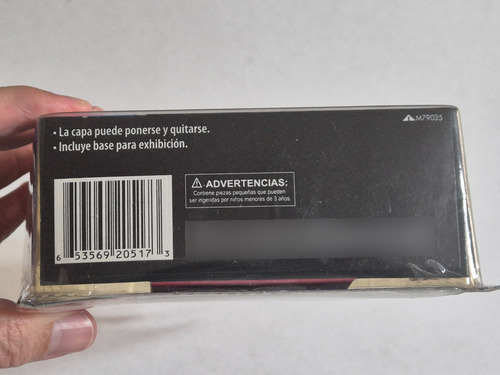 • La capa puede ponerse y quitarse.
• Incluye base para exhibición.
M79035
ADVERTENCIAS:
Contiene piezas pequeñas que pueden
ser ingeridas por niños menores de 3 años.
6 53569 20517 3